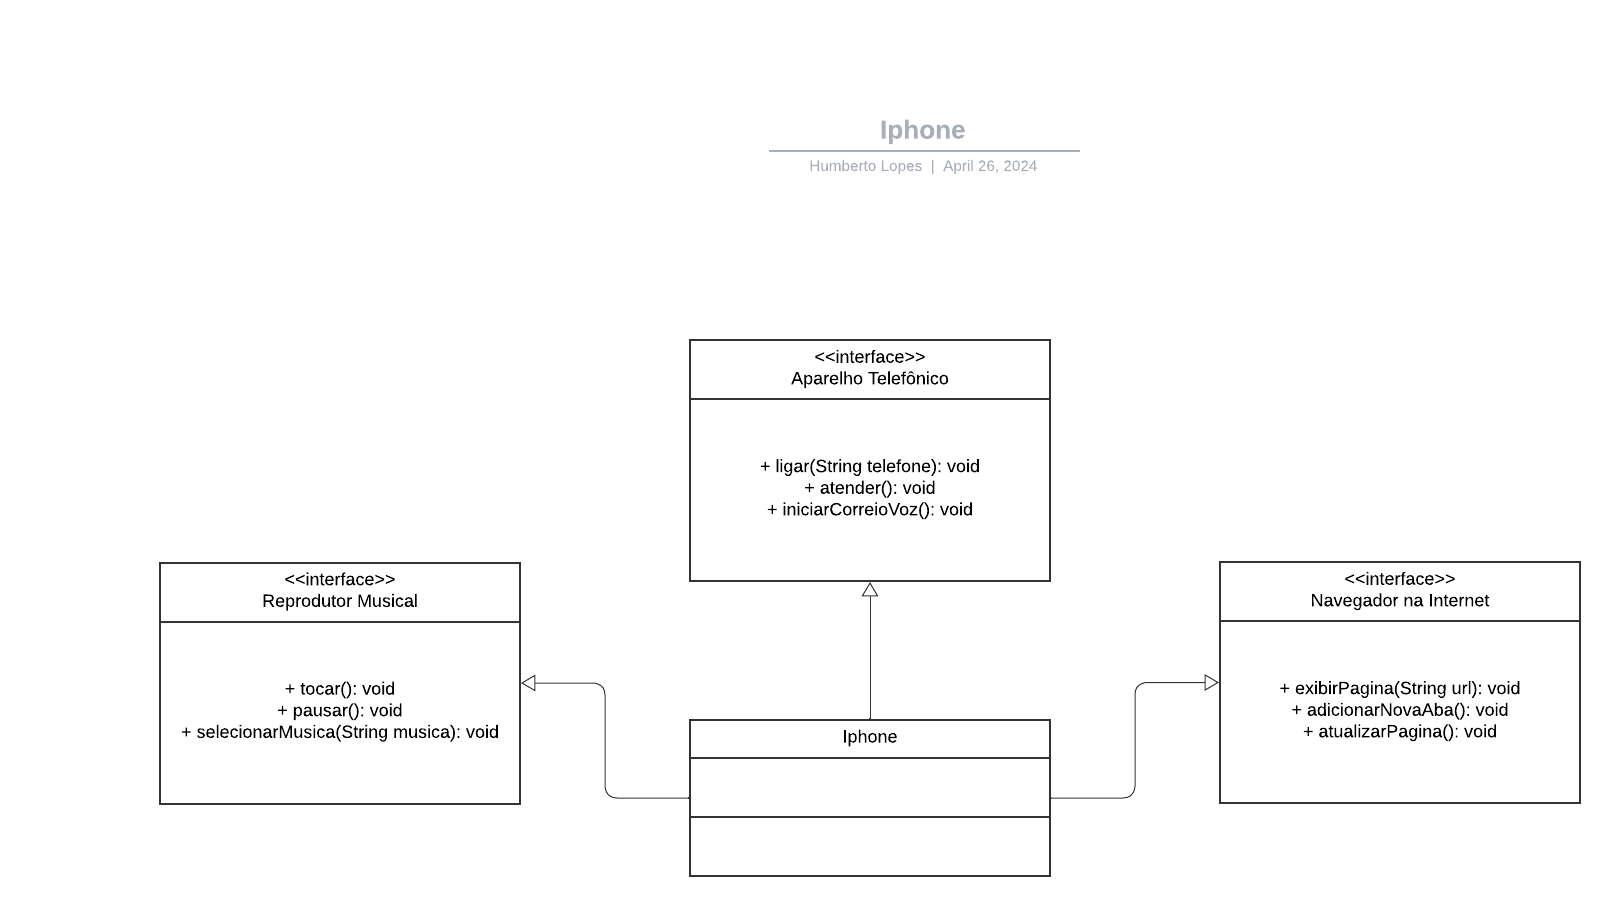 Iphone
Humberto Lopes | April 26, 2024
<<interface>>
Aparelho Telefônico
+ ligar(String telefone): void
+ atender(): void
+ iniciarCorreioVoz(): void
<<interface>>
Reprodutor Musical
+ tocar(): void
+ pausar(): void
+ selecionarMusica(String musica): void
<<interface>>
Navegador na Internet
+ exibirPagina(String url): void
+ adicionarNovaAba(): void
+ atualizarPagina(): void
Iphone